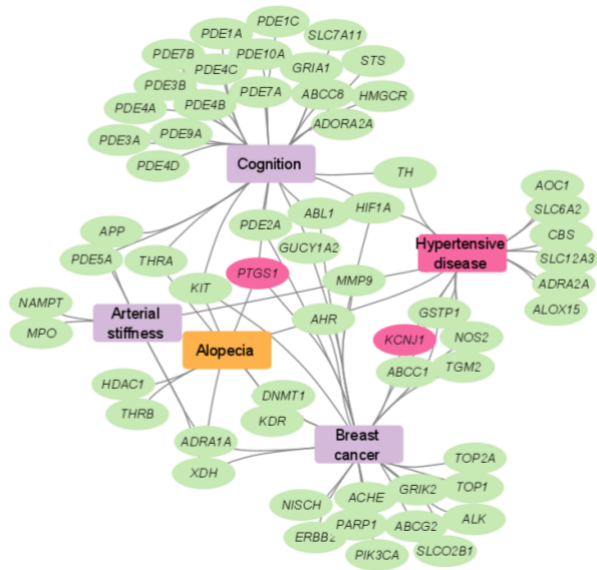 PDE1C
PDE1A
SLC7A11
PDE7B
PDE10A
STS
PDE4C
GRIA1
PDE3B
PDE7A
ABCC8
HMGCR
PDE4A
PDE4B
ADORA2A
PDE3A
PDE9A
PDE4D
Cognition
TH
AOC1
HIF1A
SLC6A2
ABL1
PDE2A
APP
CBS
GUCY1A2
Hypertensive
disease
PDE5A
THRA
SLC12A3
PTGS1
MMP9
KIT
ADRA2A
NAMPT
ALOX15
Arterial
stiffness
AHR
GSTP1
MPO
KCNJ1
NOS2
Alopecia
TGM2
ABCC1
HDAC1
DNMT1
THRB
KDR
ADRA1A
Breast
cancer
TOP2A
XDH
TOP1
GRIK2
ACHE
NISCH
ALK
PARP1
ABCG2
ERBB2
SLCO2B1
PIK3CA